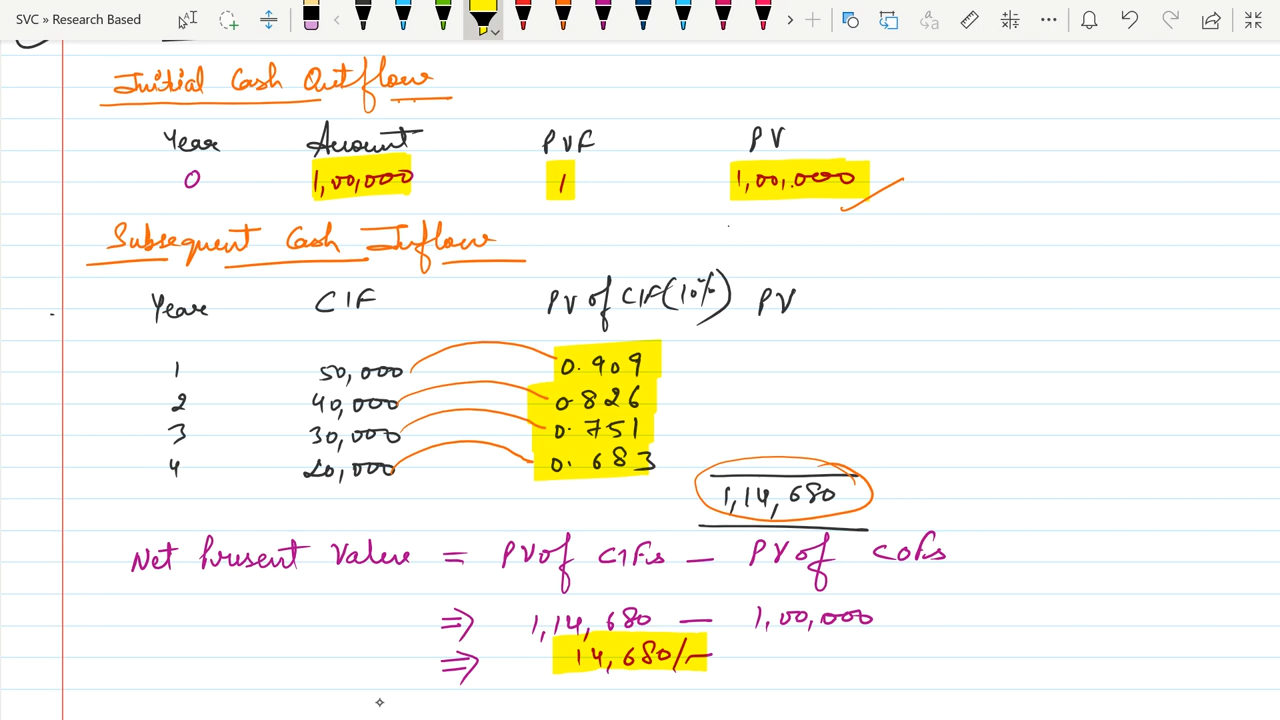 SVC » Research Based
Initial Cash Outflow
Year Amount PVF PV
0 1,00,000 1 1,00,000
Subsequent Cash Inflow
Year CIF PV of CIF (10%) PV
1 50,000 0.909
2 40,000 0.826
3 30,000 0.751
4 20,000 0.683
1,14,680
Net Present Value = PV of CIFs — PV of COFs
⇒ 1,14,680 — 1,00,000
⇒ 14,680/-